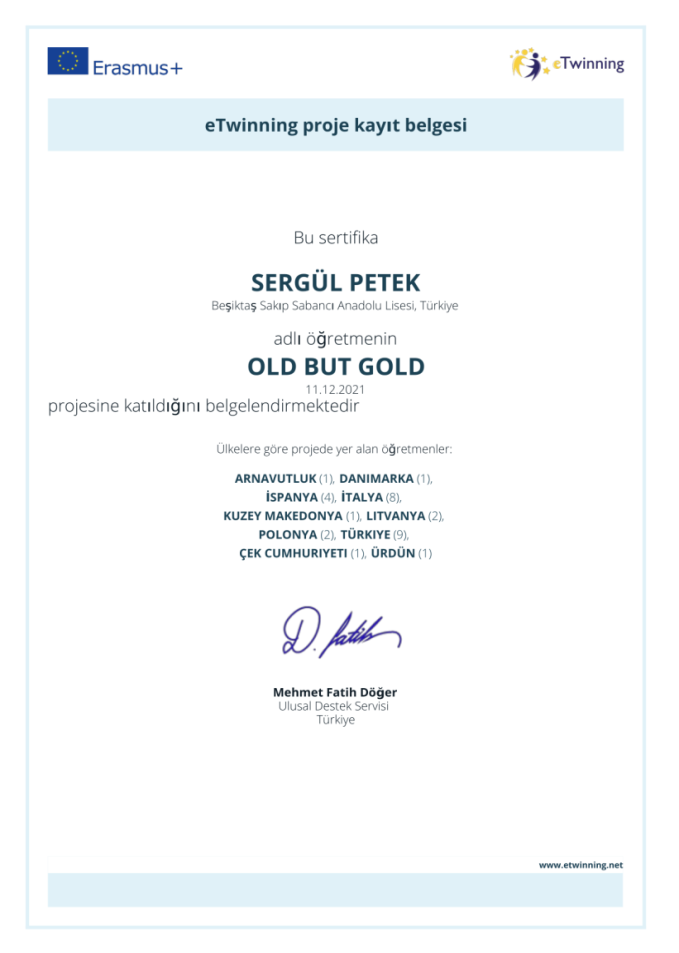 Erasmus+
eTwinning
eTwinning proje kayıt belgesi
Bu sertifika
SERGÜL PETEK
Beşiktaş Sakıp Sabancı Anadolu Lisesi, Türkiye
adlı öğretmenin
OLD BUT GOLD
11.12.2021
projesine katıldığını belgelendirmektedir
Ülkelere göre projede yer alan öğretmenler:
ARNAVUTLUK (1), DANIMARKA (1),
İSPANYA (4), İTALYA (8),
KUZEY MAKEDONYA (1), LITVANYA (2),
POLONYA (2), TÜRKIYE (9),
ÇEK CUMHURIYETI (1), ÜRDÜN (1)
D. fatih
Mehmet Fatih Döğer
Ulusal Destek Servisi
Türkiye
www.etwinning.net